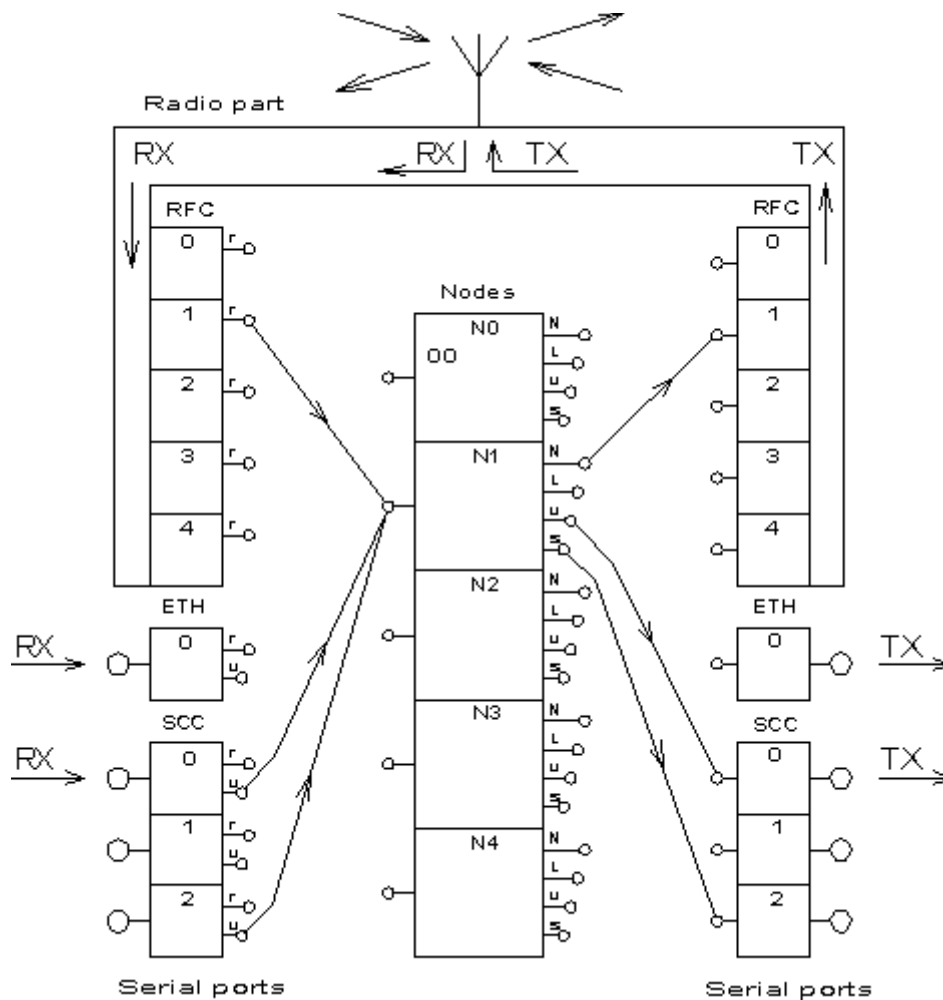 Radio part
RX RX TX TX
RFC RFC
0 r 0
Nodes
1 r N0 N 1
00 L
2 r u 2
s
3 r N1 N 3
L
4 r u 4
s
ETH N2 N ETH
RX 0 r L 0 TX
u u
s
SCC N3 N SCC
RX 0 r L 0 TX
u u
1 r s 1
u N4 N
2 r L 2
u u
s
Serial ports Serial ports